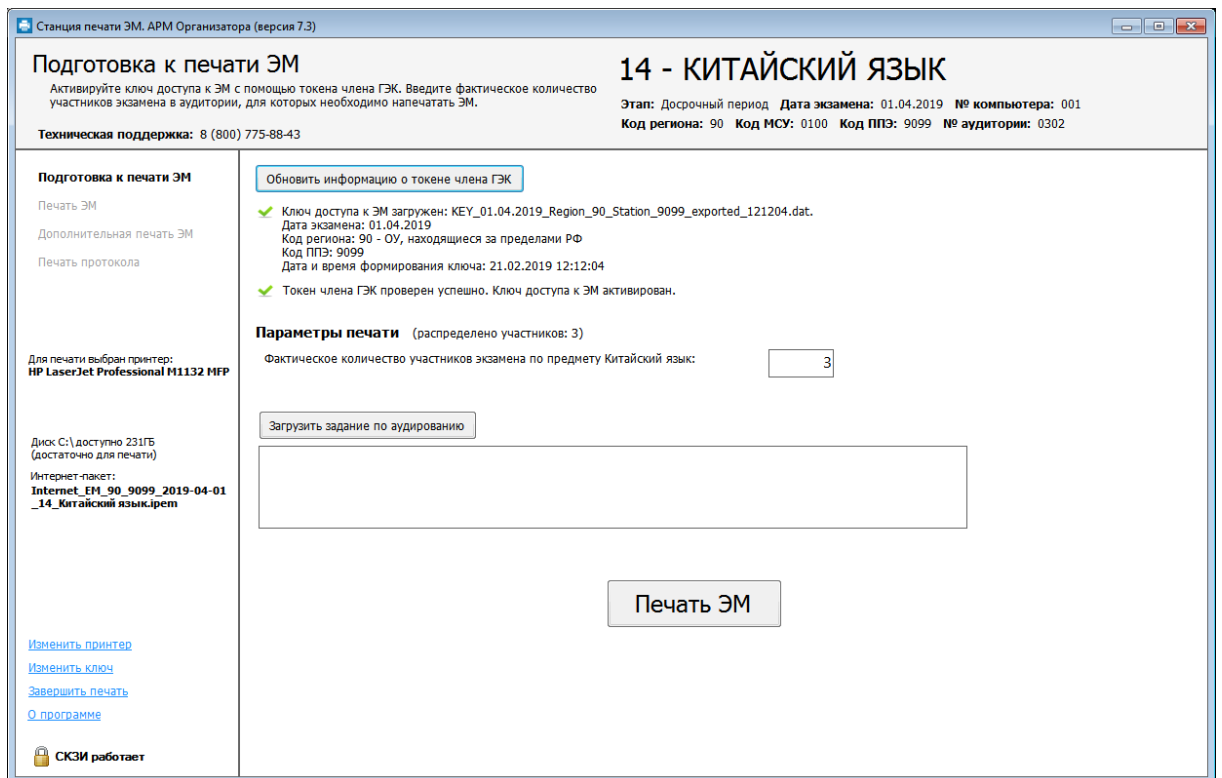 Станция печати ЭМ. АРМ Организатора (версия 7.3)
Подготовка к печати ЭМ
Активируйте ключ доступа к ЭМ с помощью токена члена ГЭК. Введите фактическое количество
участников экзамена в аудитории, для которых необходимо напечатать ЭМ.
Техническая поддержка: 8 (800) 775-88-43
14 - КИТАЙСКИЙ ЯЗЫК
Этап: Досрочный период Дата экзамена: 01.04.2019 № компьютера: 001
Код региона: 90 Код МСУ: 0100 Код ППЭ: 9099 № аудитории: 0302
Подготовка к печати ЭМ
Печать ЭМ
Дополнительная печать ЭМ
Печать протокола
Для печати выбран принтер:
HP LaserJet Professional M1132 MFP
Диск C:\ доступно 231ГБ
(достаточно для печати)
Интернет-пакет:
Internet_EM_90_9099_2019-04-01
_14_Китайский язык.ipem
Изменить принтер
Изменить ключ
Завершить печать
О программе
СКЗИ работает
Обновить информацию о токене члена ГЭК
Ключ доступа к ЭМ загружен: KEY_01.04.2019_Region_90_Station_9099_exported_121204.dat.
Дата экзамена: 01.04.2019
Код региона: 90 - ОУ, находящиеся за пределами РФ
Код ППЭ: 9099
Дата и время формирования ключа: 21.02.2019 12:12:04
Токен члена ГЭК проверен успешно. Ключ доступа к ЭМ активирован.
Параметры печати (распределено участников: 3)
Фактическое количество участников экзамена по предмету Китайский язык: 3
Загрузить задание по аудированию
Печать ЭМ